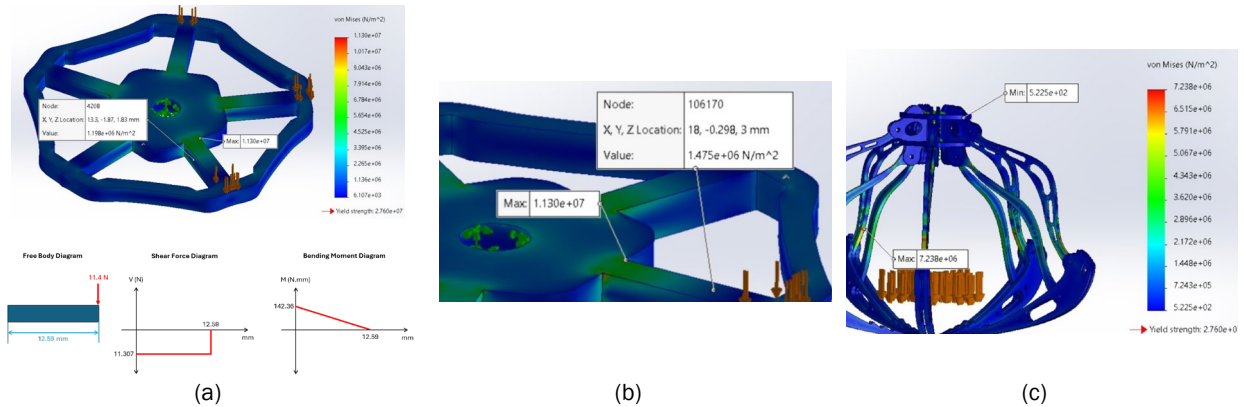 von Mises (N/m^2)
1.130e+07
1.017e+07
9.043e+06
7.914e+06
6.784e+06
5.654e+06
4.525e+06
3.395e+06
2.265e+06
1.136e+06
6.107e+03
Yield strength: 2.760e+07
Node: 4208
X, Y, Z Location: 13.3, -1.87, 1.83 mm
Value: 1.198e+06 N/m^2
Max: 1.130e+07
Free Body Diagram
11.4 N
12.59 mm
Shear Force Diagram
V (N)
12.59
mm
11.307
Bending Moment Diagram
M (N.mm)
142.36
12.59
mm
(a)
Node: 106170
X, Y, Z Location: 18, -0.298, 3 mm
Value: 1.475e+06 N/m^2
Max: 1.130e+07
(b)
Min: 5.225e+02
Max: 7.238e+06
von Mises (N/m^2)
7.238e+06
6.515e+06
5.791e+06
5.067e+06
4.343e+06
3.620e+06
2.896e+06
2.172e+06
1.448e+06
7.243e+05
5.225e+02
Yield strength: 2.760e+0
(c)